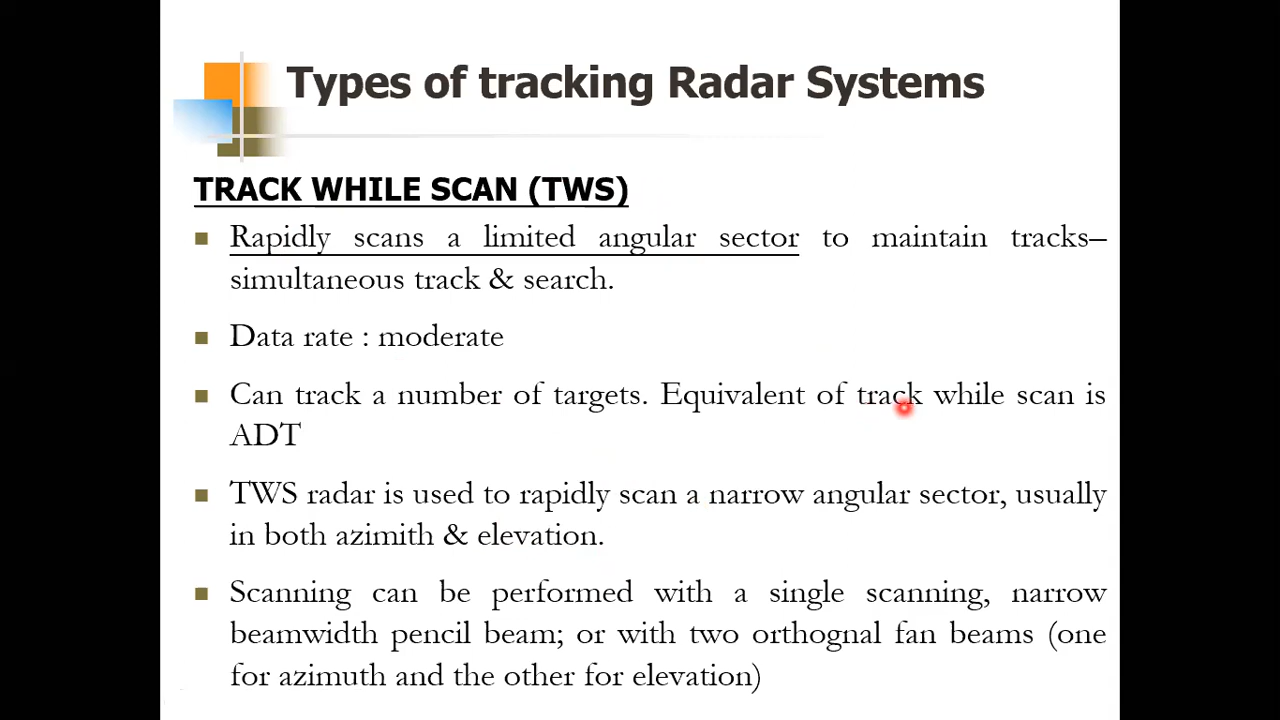 Types of tracking Radar Systems
TRACK WHILE SCAN (TWS)
Rapidly scans a limited angular sector to maintain tracks–
simultaneous track & search.
Data rate : moderate
Can track a number of targets. Equivalent of track while scan is
ADT
TWS radar is used to rapidly scan a narrow angular sector, usually
in both azimith & elevation.
Scanning can be performed with a single scanning, narrow
beamwidth pencil beam; or with two orthognal fan beams (one
for azimuth and the other for elevation)